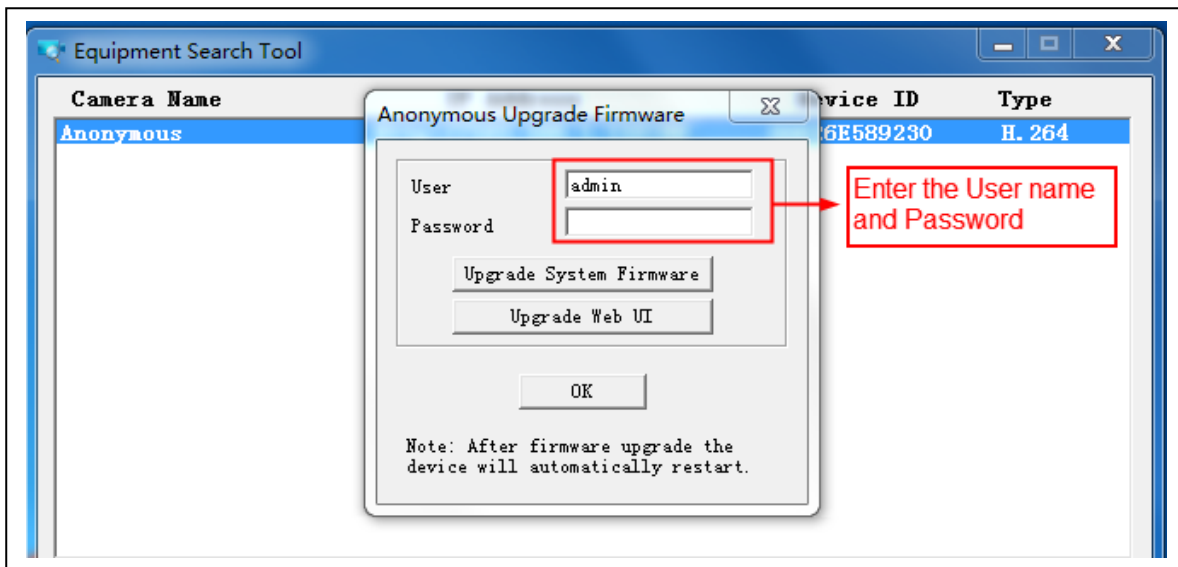 Equipment Search Tool
Camera Name
Device ID
Type
Anonymous
6E589230
H.264
Anonymous Upgrade Firmware
User
admin
Password
Upgrade System Firmware
Upgrade Web UI
OK
Note: After firmware upgrade the
device will automatically restart.
Enter the User name
and Password